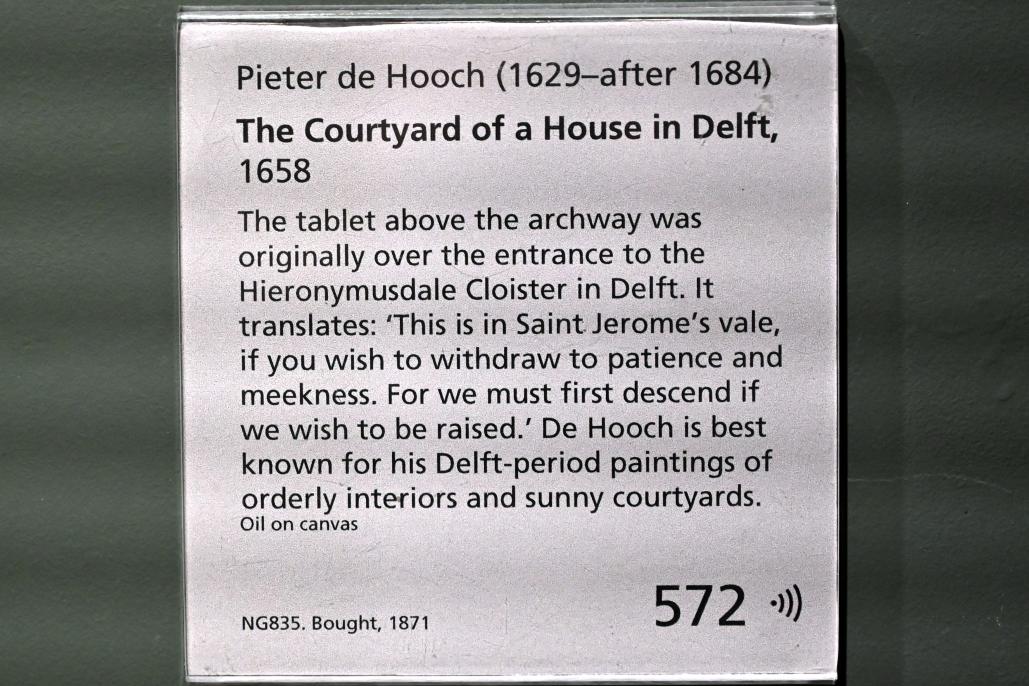 Pieter de Hooch (1629–after 1684)
The Courtyard of a House in Delft,
1658
The tablet above the archway was
originally over the entrance to the
Hieronymusdale Cloister in Delft. It
translates: ‘This is in Saint Jerome’s vale,
if you wish to withdraw to patience and
meekness. For we must first descend if
we wish to be raised.’ De Hooch is best
known for his Delft-period paintings of
orderly interiors and sunny courtyards.
Oil on canvas
572
NG835. Bought, 1871